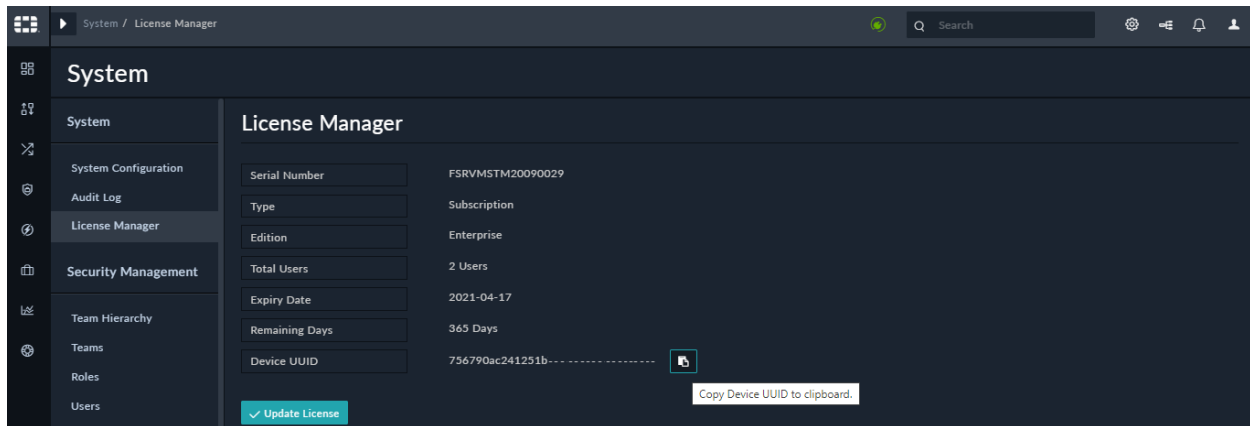 System / License Manager
Search
System
System
System Configuration
Audit Log
License Manager
Security Management
Team Hierarchy
Teams
Roles
Users
License Manager
Serial Number FSRVMSTM20090029
Type Subscription
Edition Enterprise
Total Users 2 Users
Expiry Date 2021-04-17
Remaining Days 365 Days
Device UUID 756790ac241251b--- ------ ---------
Copy Device UUID to clipboard.
Update License